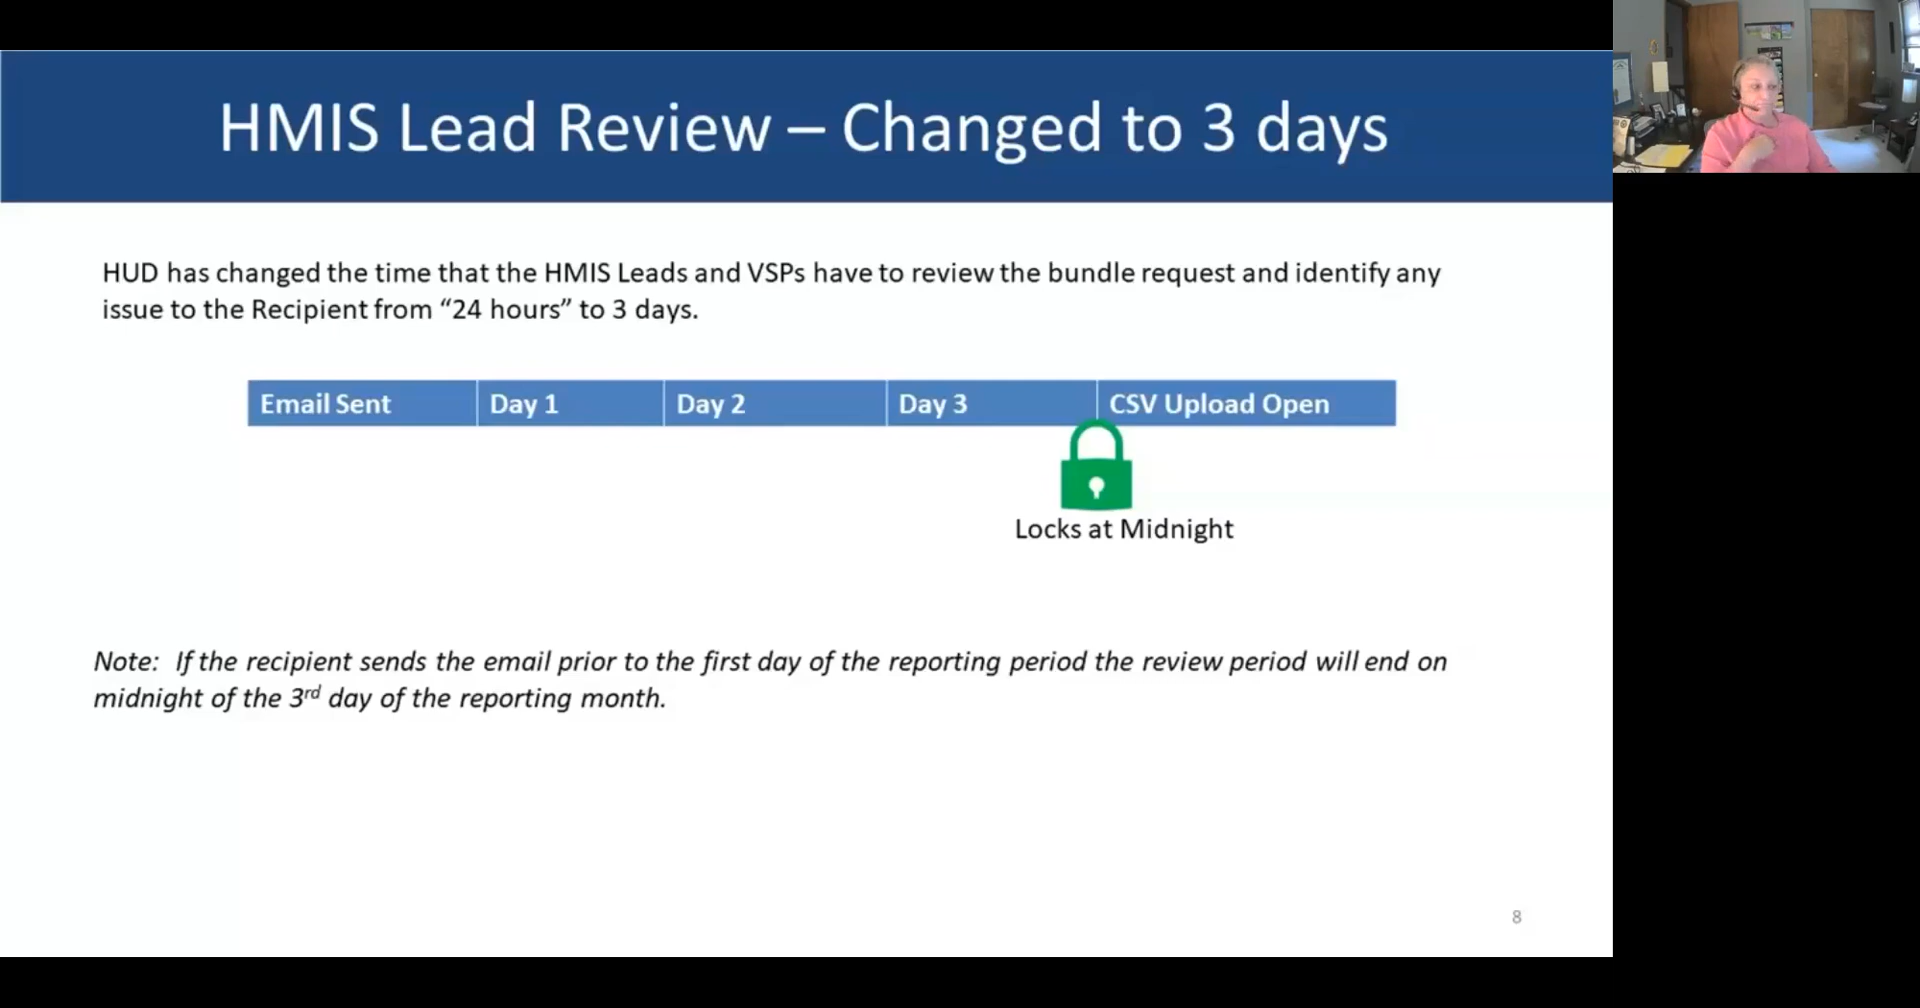 HMIS Lead Review – Changed to 3 days
HUD has changed the time that the HMIS Leads and VSPs have to review the bundle request and identify any
issue to the Recipient from “24 hours” to 3 days.
Email Sent Day 1 Day 2 Day 3 CSV Upload Open
Locks at Midnight
Note:  If the recipient sends the email prior to the first day of the reporting period the review period will end on
midnight of the 3rd day of the reporting month.
8